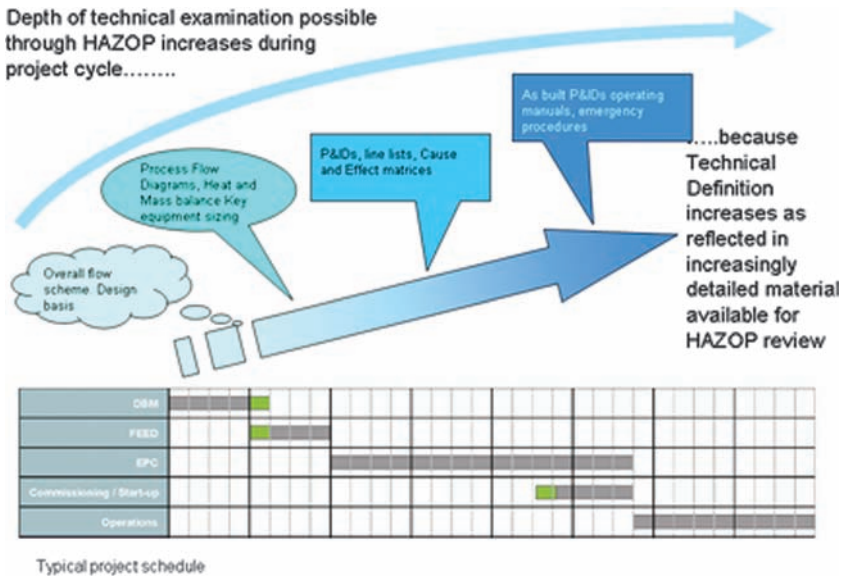 Depth of technical examination possible
through HAZOP increases during
project cycle........
As built P&IDs operating
manuals, emergency
procedures
.....because
Technical
Definition
increases as
reflected in
increasingly
detailed material
available for
HAZOP review
P&IDs, line lists, Cause
and Effect matrices
Process Flow
Diagrams, Heat and
Mass balance Key
equipment sizing
Overall flow
scheme. Design
basis
DBM
FEED
EPC
Commissioning / Start-up
Operations
Typical project schedule